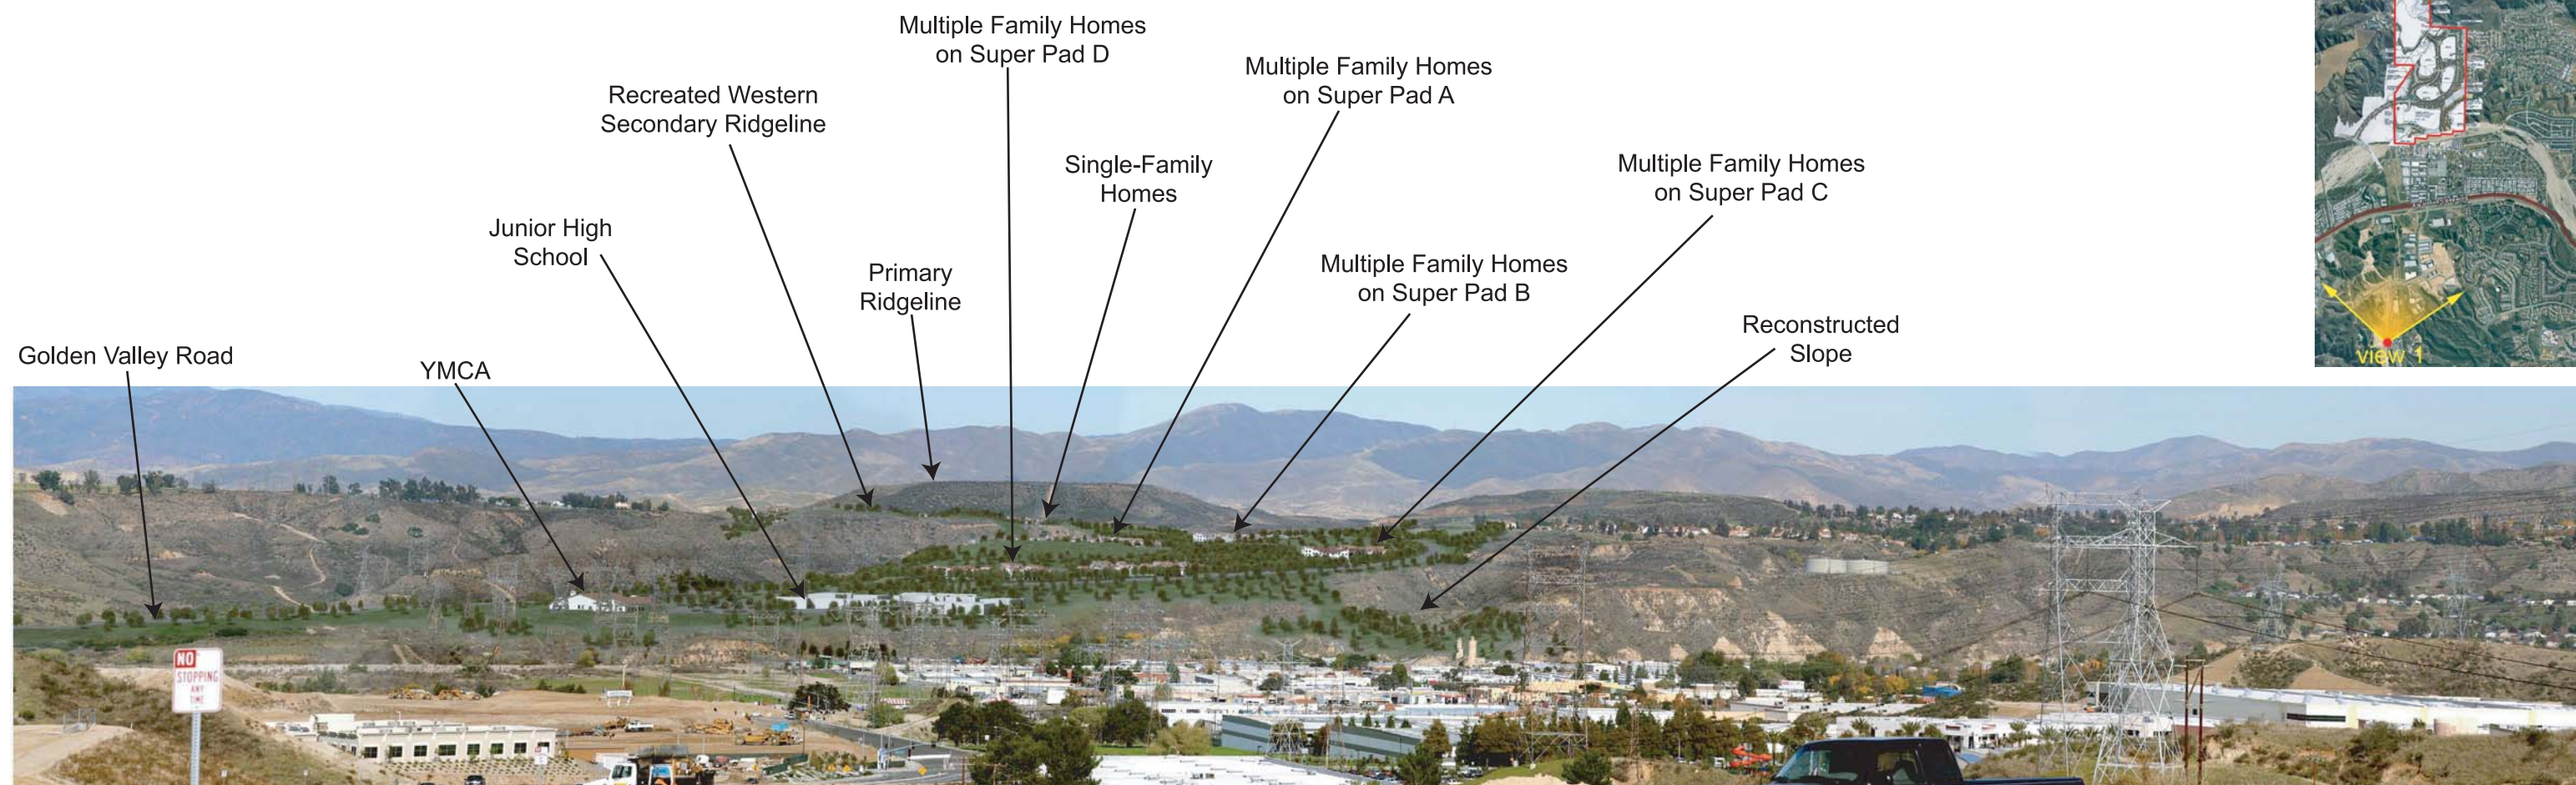 Multiple Family Homes
on Super Pad D
Multiple Family Homes
on Super Pad A
Recreated Western
Secondary Ridgeline
Single-Family
Homes
Multiple Family Homes
on Super Pad C
Junior High
School
Primary
Ridgeline
Multiple Family Homes
on Super Pad B
Reconstructed
Slope
Golden Valley Road
YMCA
view 1
NO
STOPPING
ANY
TIME